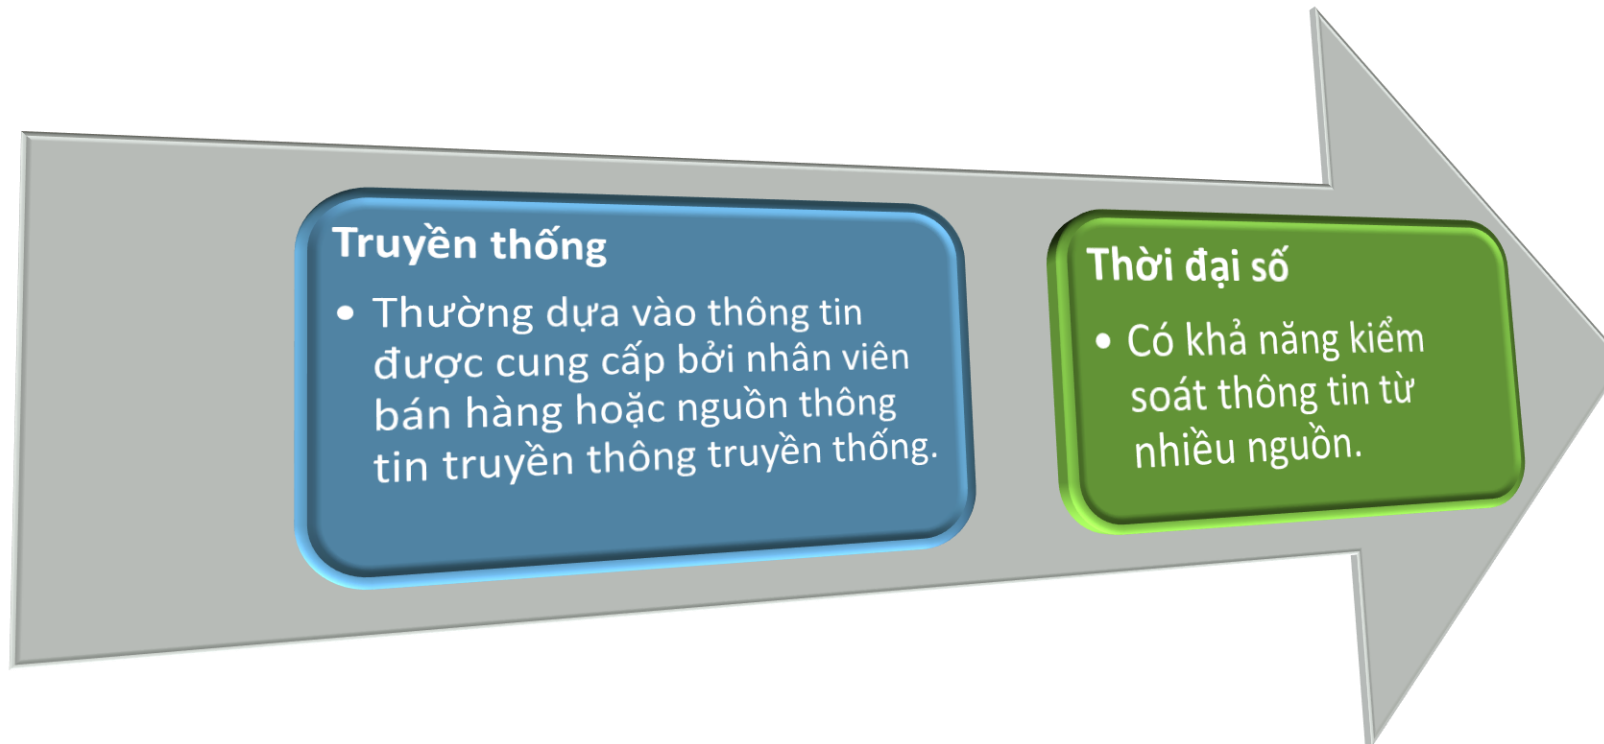 Truyền thống
• Thường dựa vào thông tin
được cung cấp bởi nhân viên
bán hàng hoặc nguồn thông
tin truyền thông truyền thống.
Thời đại số
• Có khả năng kiểm
soát thông tin từ
nhiều nguồn.